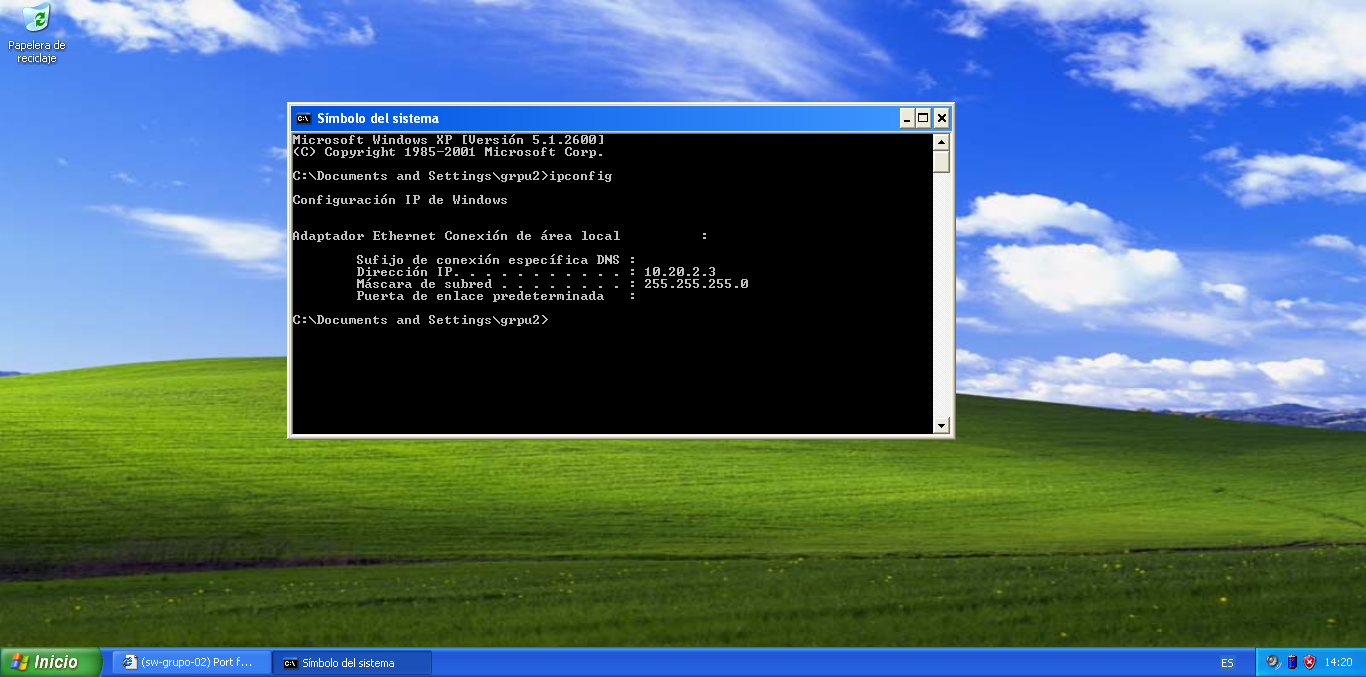 Papelera de
reciclaje
Símbolo del sistema
Microsoft Windows XP [Versión 5.1.2600]
(C) Copyright 1985-2001 Microsoft Corp.
C:\Documents and Settings\grpu2>ipconfig
Configuración IP de Windows
Adaptador Ethernet Conexión de área local          :
Sufijo de conexión específica DNS :
Dirección IP. . . . . . . . . . . : 10.20.2.3
Máscara de subred . . . . . . . . : 255.255.255.0
Puerta de enlace predeterminada   :
C:\Documents and Settings\grpu2>
Inicio
(sw-grupo-02) Port f...
Símbolo del sistema
ES
14:20